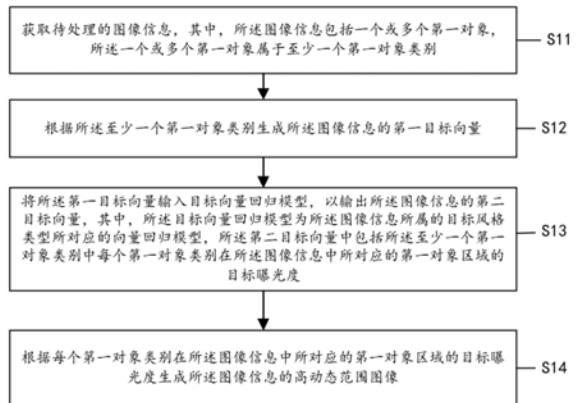 获取待处理的图像信息，其中，所述图像信息包括一个或多个第一对象，
所述一个或多个第一对象属于至少一个第一对象类别
S11
根据所述至少一个第一对象类别生成所述图像信息的第一目标向量
S12
将所述第一目标向量输入目标向量回归模型，以输出所述图像信息的第二
目标向量，其中，所述目标向量回归模型为所述图像信息所属的目标风格
类型所对应的向量回归模型，所述第二目标向量中包括所述至少一个第一
对象类别中每个第一对象类别在所述图像信息中所对应的第一对象区域的
目标曝光度
S13
根据每个第一对象类别在所述图像信息中所对应的第一对象区域的目标曝
光度生成所述图像信息的高动态范围图像
S14